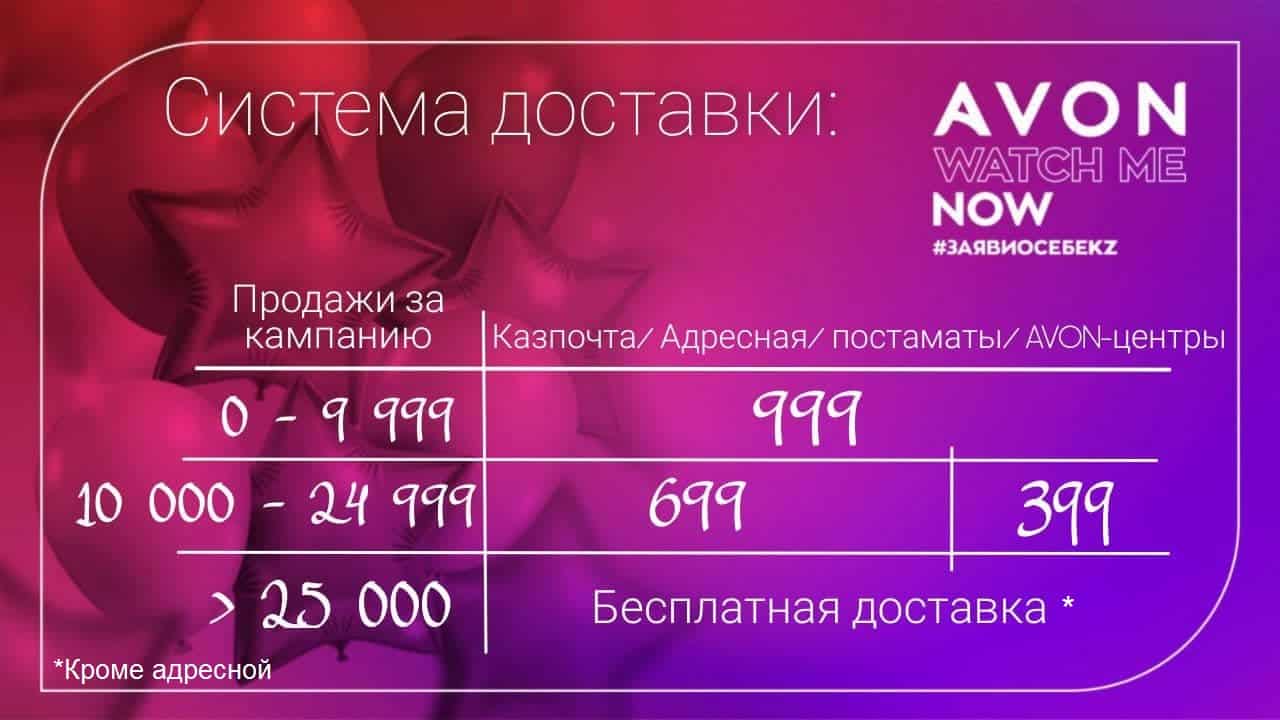 Система доставки:
AVON
WATCH ME
NOW
#ЗАЯВИОСЕБЕKZ
Продажи за
кампанию
Казпочта/ Адресная/ постаматы/ AVON-центры
0 - 9 999
999
10 000 - 24 999
699
399
> 25 000
Бесплатная доставка *
*Кроме адресной